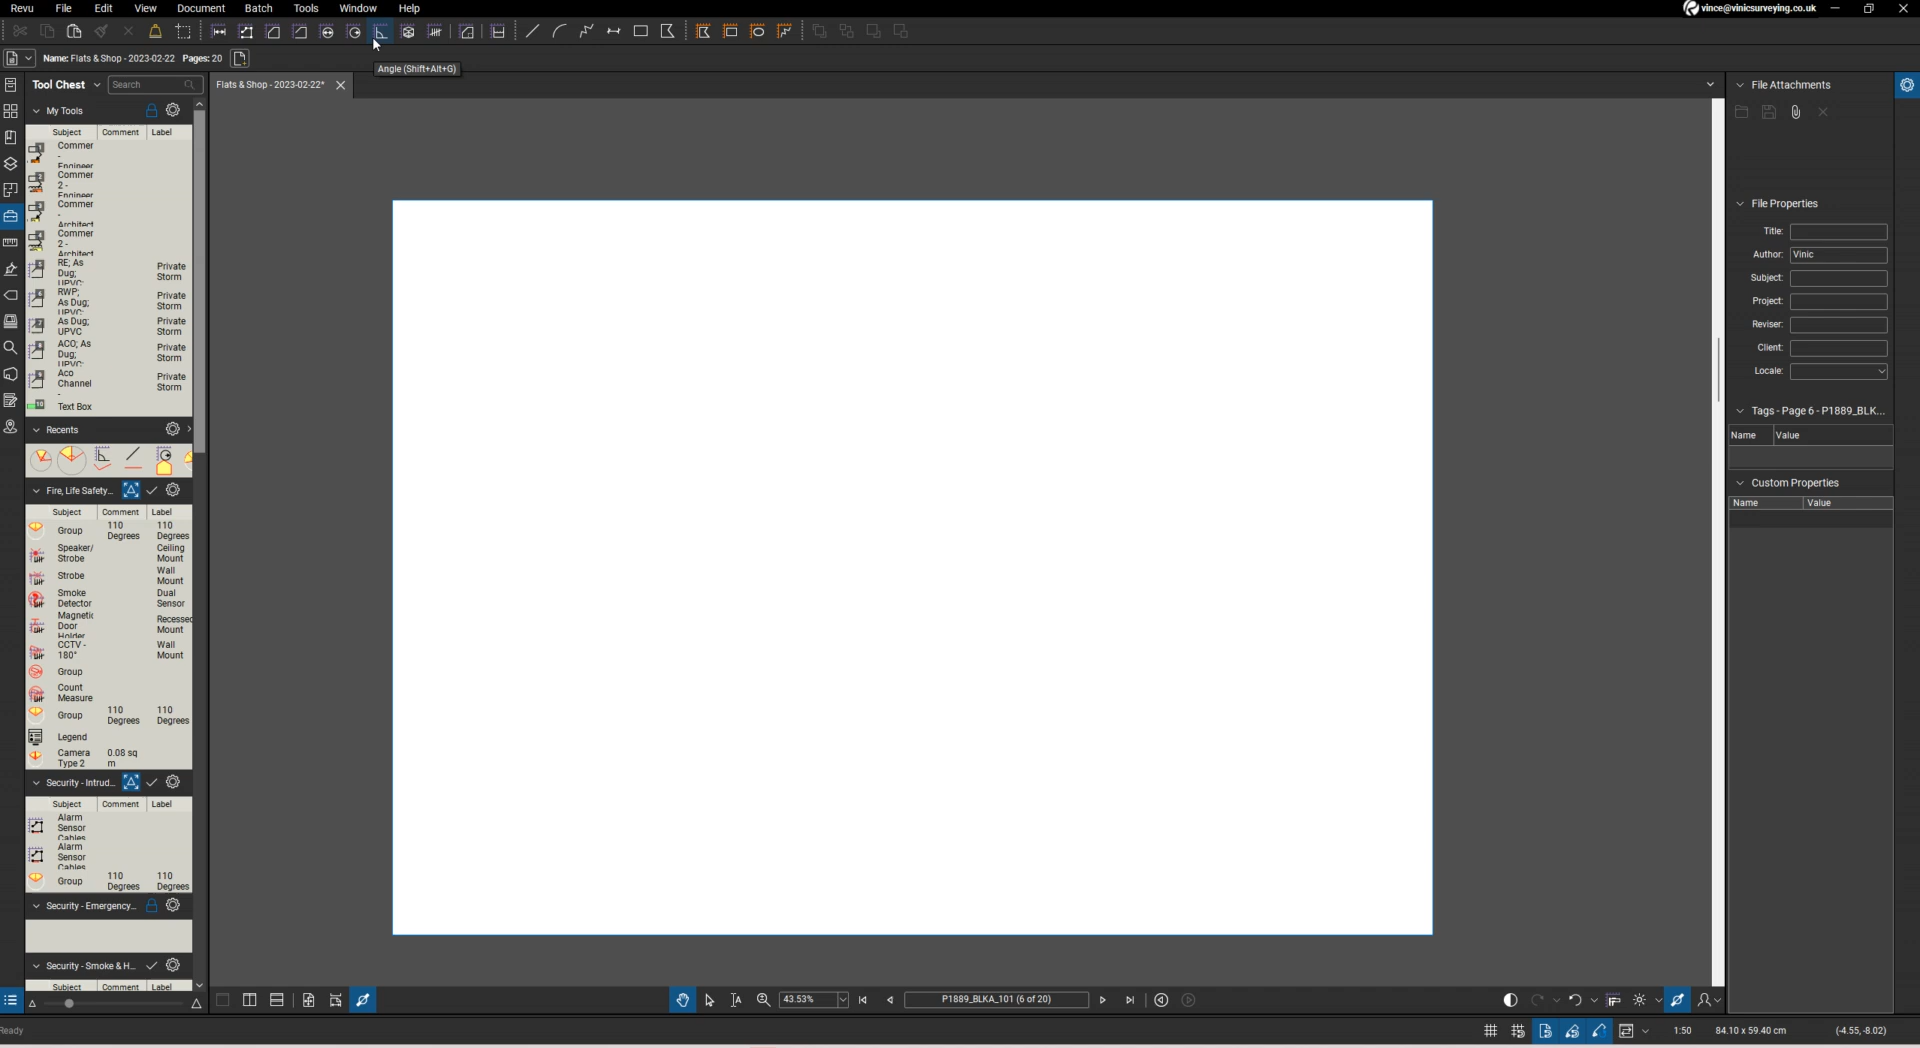 Revu File Edit View Document Batch Tools Window Help vince@vinicsurveying.co.uk
Name: Flats & Shop - 2023-02-22 Pages: 20
Angle (Shift+Alt+G)
Tool Chest Search
Flats & Shop - 2023-02-22*
My Tools
Subject Comment Label
Commer
-
Engineer
Commer
2 -
Engineer
Commer
-
Architect
Commer
2 -
Architect
RE; As
Dug;
UPVC;
Private
Storm
RWP;
As Dug;
UPVC;
Private
Storm
As Dug;
UPVC
Private
Storm
ACO; As
Dug;
UPVC;
Private
Storm
Aco
Channel
-
Private
Storm
Text Box
Recents
Fire, Life Safety...
Subject Comment Label
Group
110
Degrees
110
Degrees
Speaker/
Strobe
Ceiling
Mount
Strobe
Wall
Mount
Smoke
Detector
Dual
Sensor
Magnetic
Door
Holder
Recessed
Mount
CCTV -
180°
Wall
Mount
Group
Count
Measure
Group
110
Degrees
110
Degrees
Legend
Camera
Type 2
0.08 sq
m
Security - Intrud...
Subject Comment Label
Alarm
Sensor
Cables
Alarm
Sensor
Cables
Group
110
Degrees
110
Degrees
Security - Emergency...
Security - Smoke & H...
Subject Comment Label
File Attachments
File Properties
Title:
Author: Vinic
Subject:
Project:
Reviser:
Client:
Locale:
Tags - Page 6 - P1889_BLK...
Name Value
Custom Properties
Name Value
43.53% P1889_BLKA_101 (6 of 20)
Ready 1:50 84.10 x 59.40 cm (-4.55, -8.02)